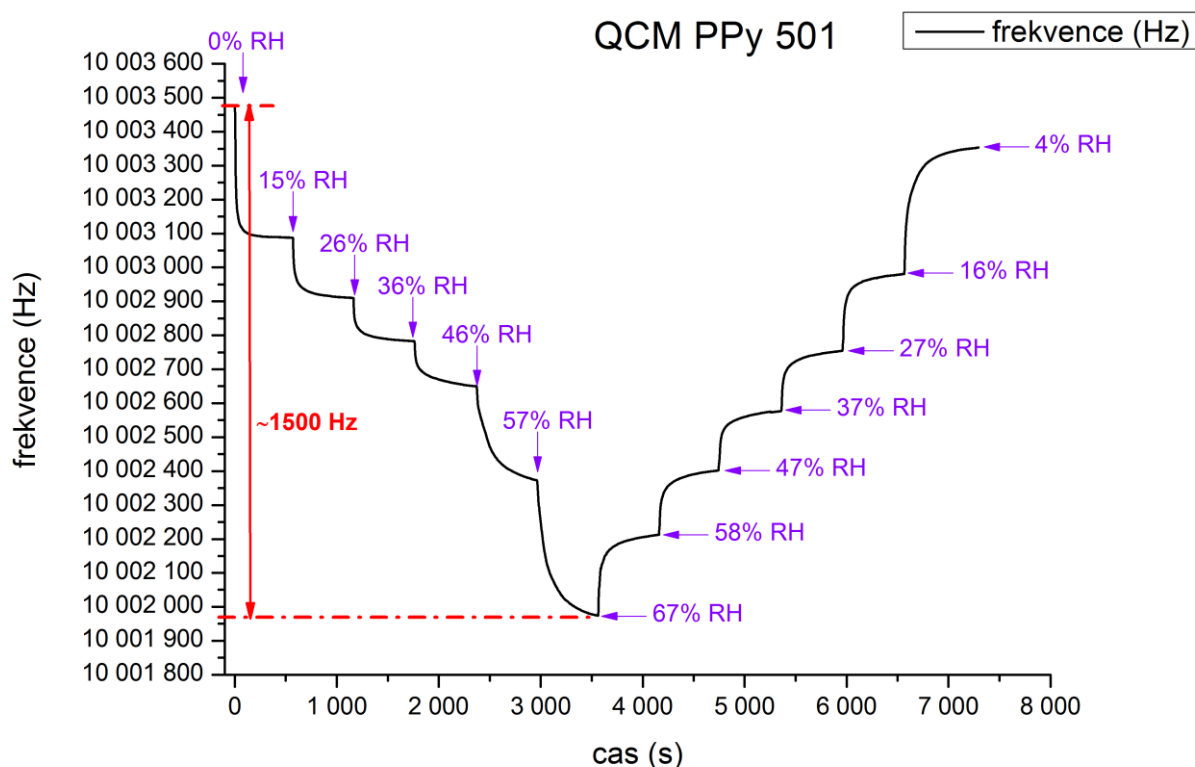 QCM PPy 501
frekvence (Hz)
0% RH
10 003 600
10 003 500
10 003 400
10 003 300
10 003 200
10 003 100
10 003 000
10 002 900
10 002 800
10 002 700
10 002 600
10 002 500
10 002 400
10 002 300
10 002 200
10 002 100
10 002 000
10 001 900
10 001 800
frekvence (Hz)
15% RH
26% RH
36% RH
46% RH
57% RH
~1500 Hz
4% RH
16% RH
27% RH
37% RH
47% RH
58% RH
67% RH
0
1 000
2 000
3 000
4 000
5 000
6 000
7 000
8 000
cas (s)